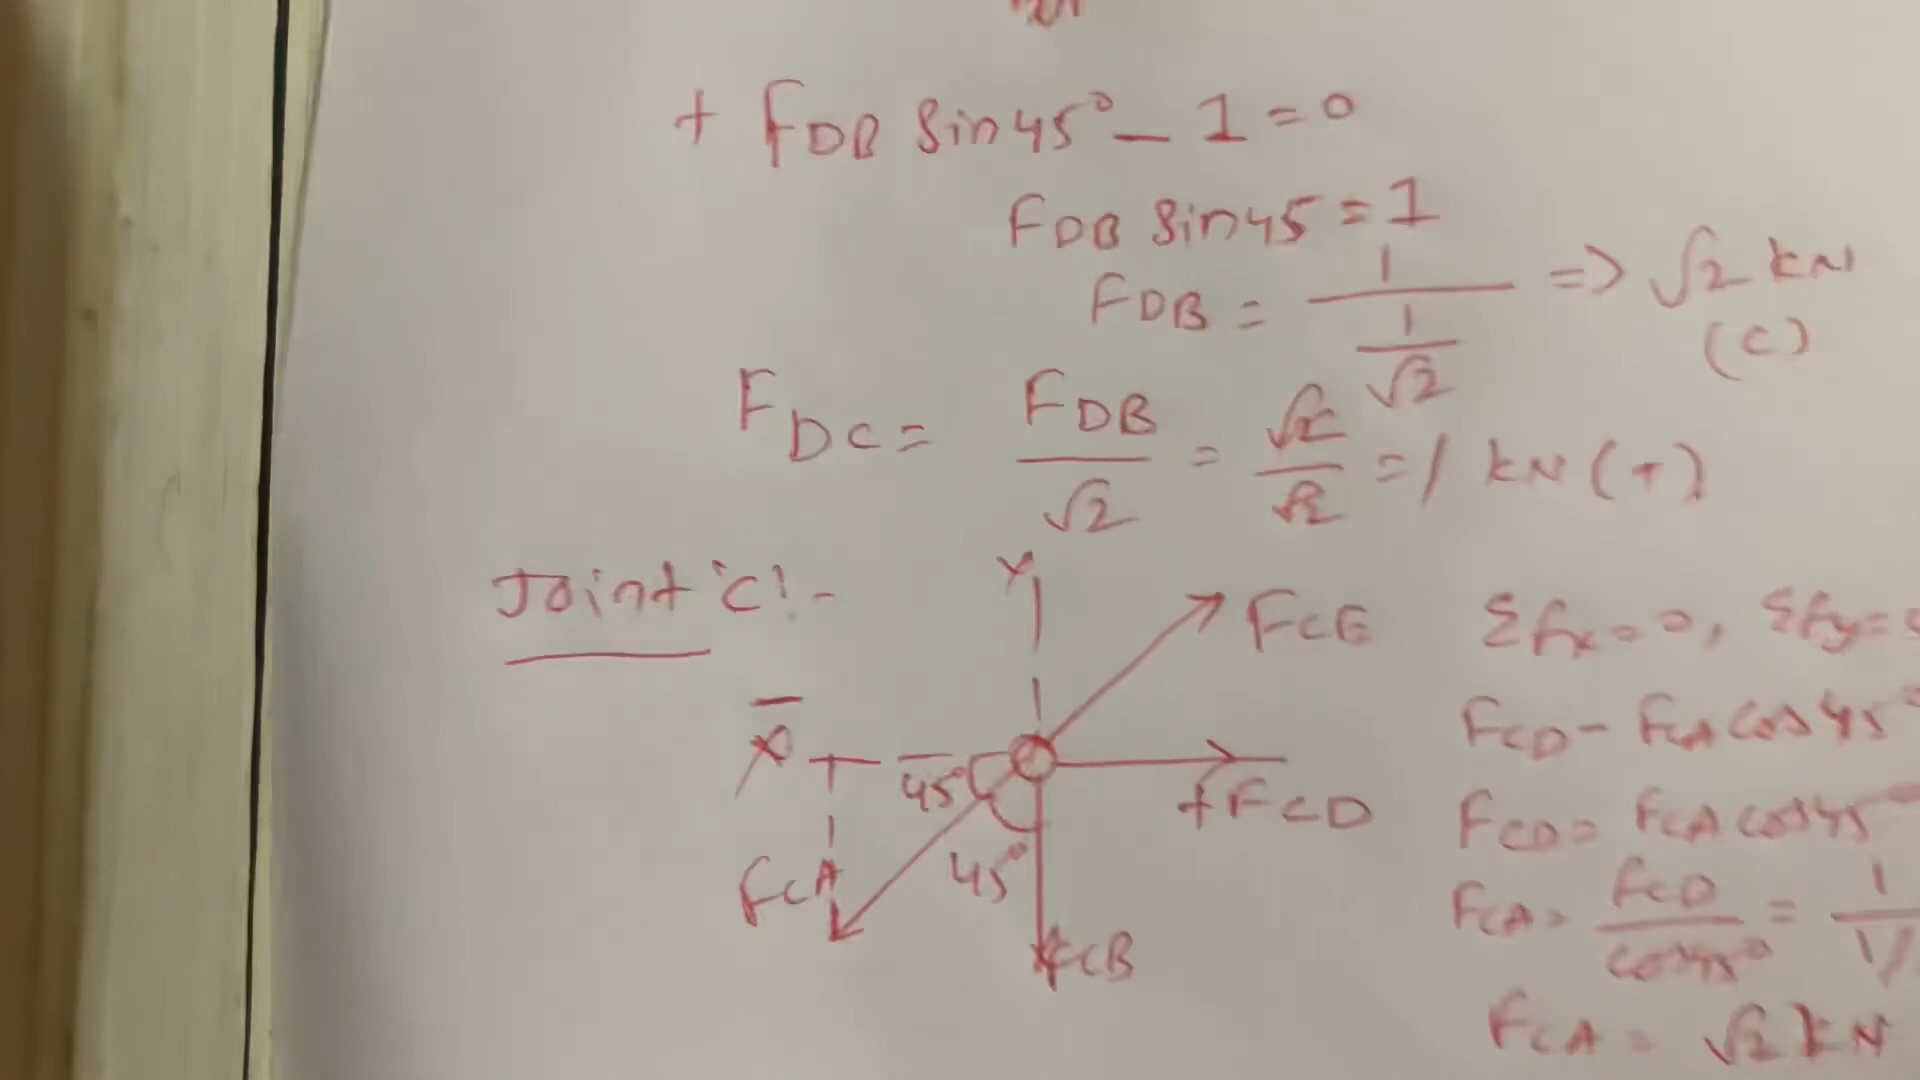 + FDB Sin45° - 1 = 0
FDB Sin45 = 1
FDB = 1 / (1/√2) => √2 kN
(C)
FDC = FDB/√2 = √2/√2 = 1 kN (T)
Joint 'C':-
Y
FCE
X
45°
+FCD
FCA
45°
FCB
Σfx = 0, Σfy =
FCD - FCA Cos45°
FCD = FCA cos45°
FCA = FCD/cos45° = 1/1/
FCA = √2 kN